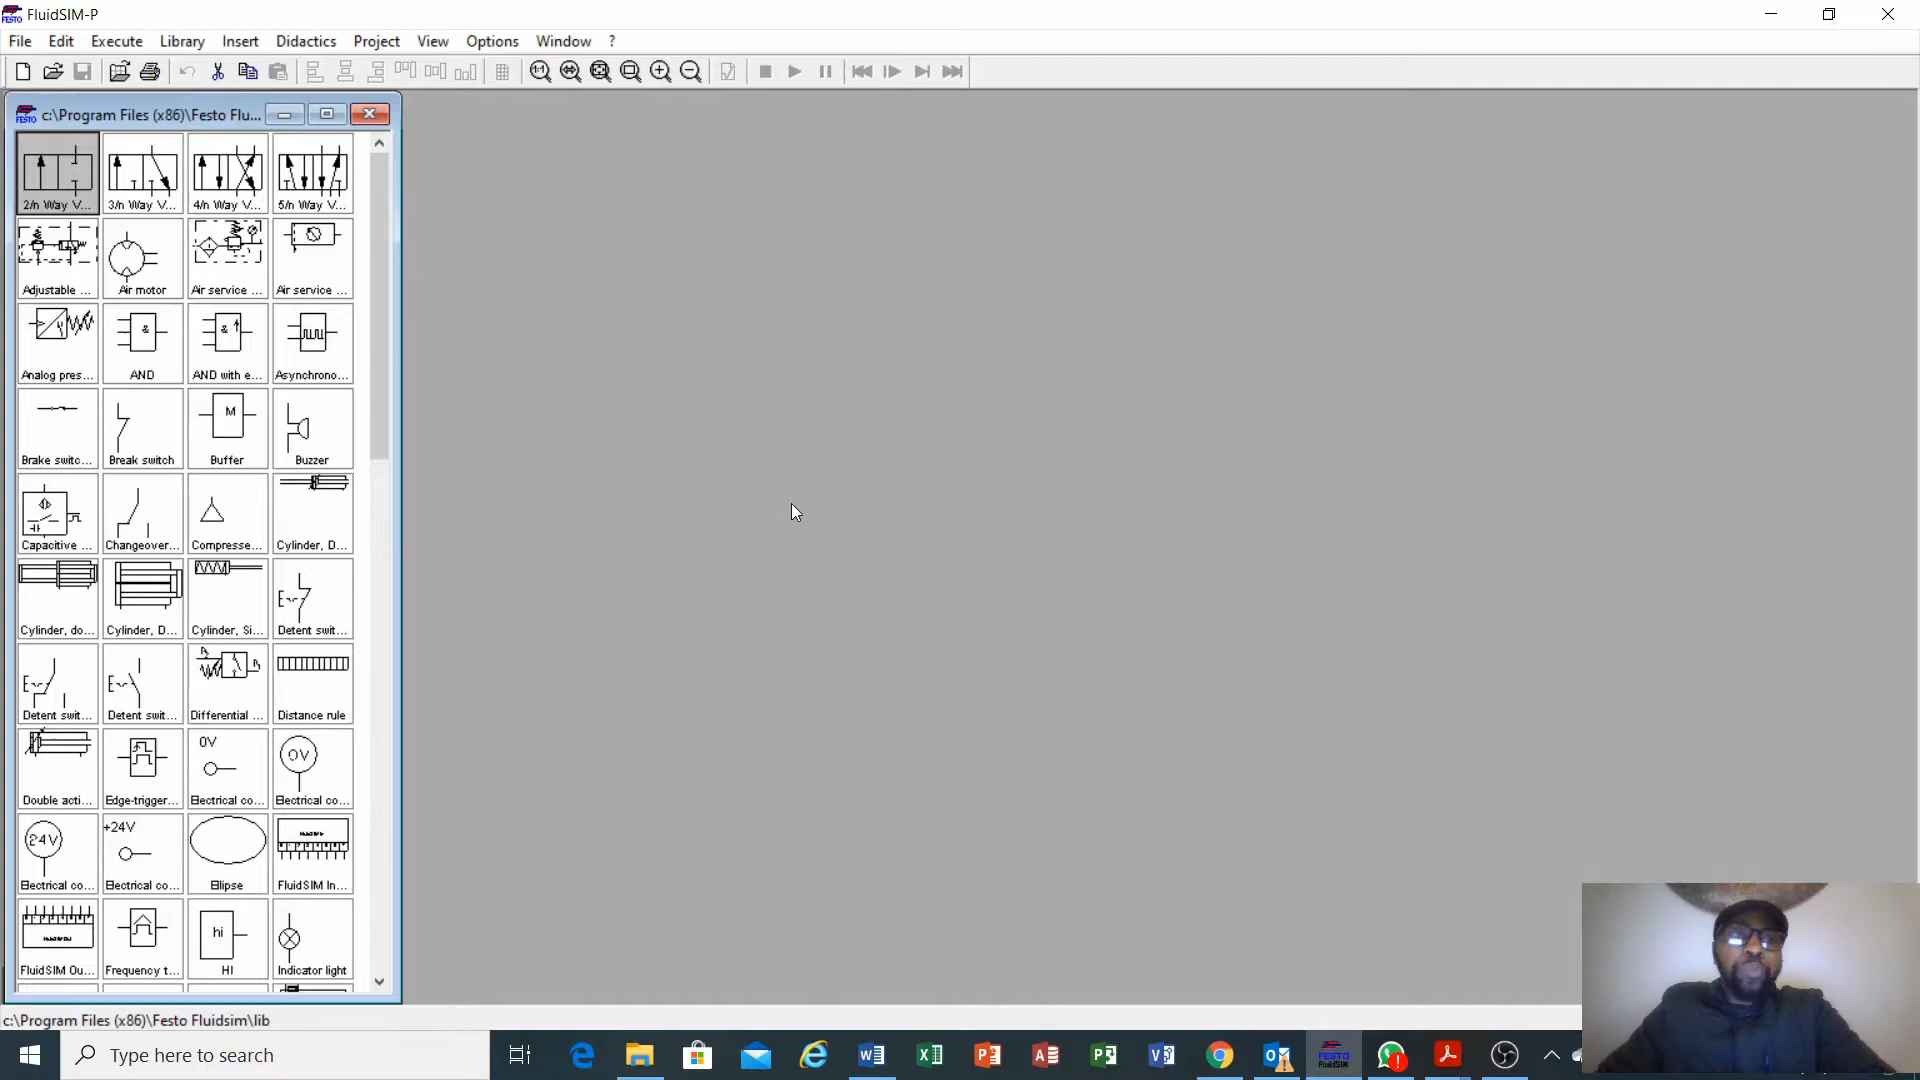 FluidSIM-P
File Edit Execute Library Insert Didactics Project View Options Window ?
c:\Program Files (x86)\Festo Flu...
2/n Way V... 3/n Way V... 4/n Way V... 5/n Way V...
Adjustable ... Air motor Air service ... Air service ...
Analog pres... AND AND with e... Asynchrono...
Brake switc... Break switch Buffer Buzzer
Capacitive ... Changeover... Compresse... Cylinder, D...
Cylinder, do... Cylinder, D... Cylinder, Si... Detent swit...
Detent swit... Detent swit... Differential ... Distance rule
0V 0V
Double acti... Edge-trigger... Electrical co... Electrical co...
24V +24V
Electrical co... Electrical co... Ellipse FluidSIM In...
hi
FluidSIM Ou... Frequency t... HI Indicator light
c:\Program Files (x86)\Festo Fluidsim\lib
Type here to search